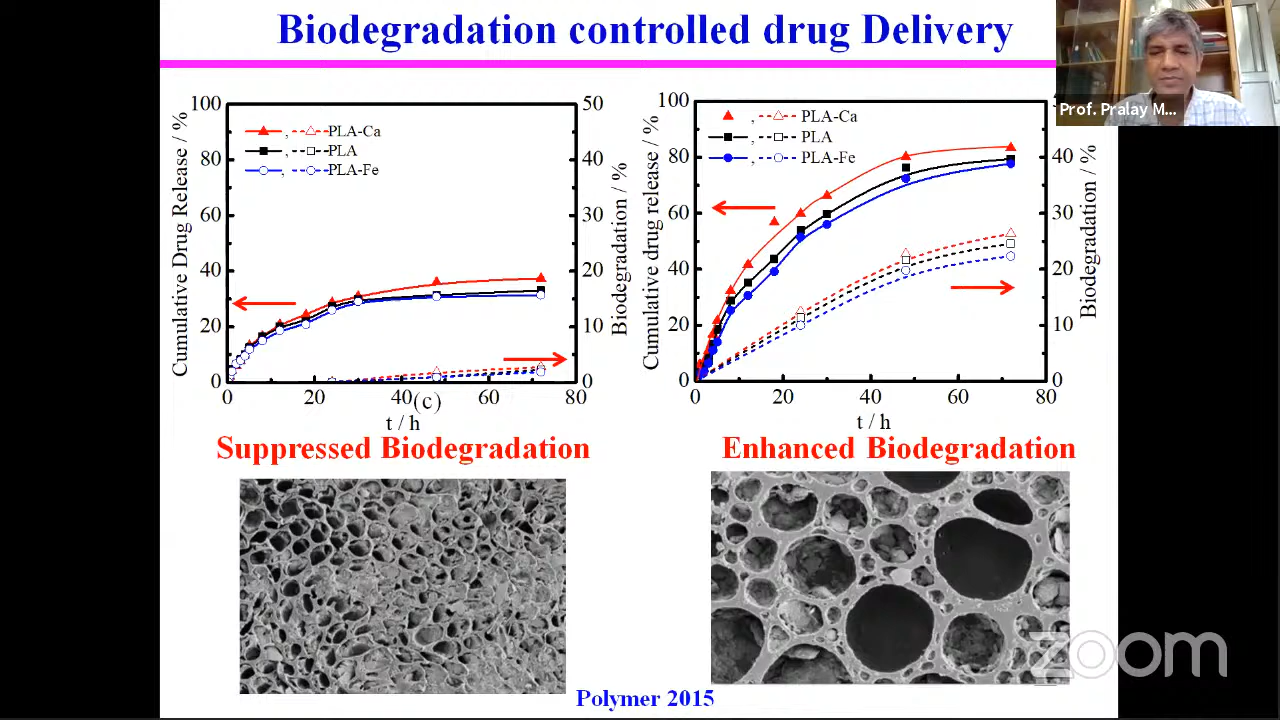 Biodegradation controlled drug Delivery
Prof. Pralay M...
100
80
60
40
20
0
Cumulative Drug Release / %
, PLA-Ca
, PLA
, PLA-Fe
50
40
30
20
10
0
Biodegradation / %
0 20 40 60 80
(c)
t / h
100
80
60
40
20
0
Cumulative drug release / %
, PLA-Ca
, PLA
, PLA-Fe
40
30
20
10
0
Biodegradation / %
0 20 40 60 80
t / h
Suppressed Biodegradation
Enhanced Biodegradation
Polymer 2015
zoom